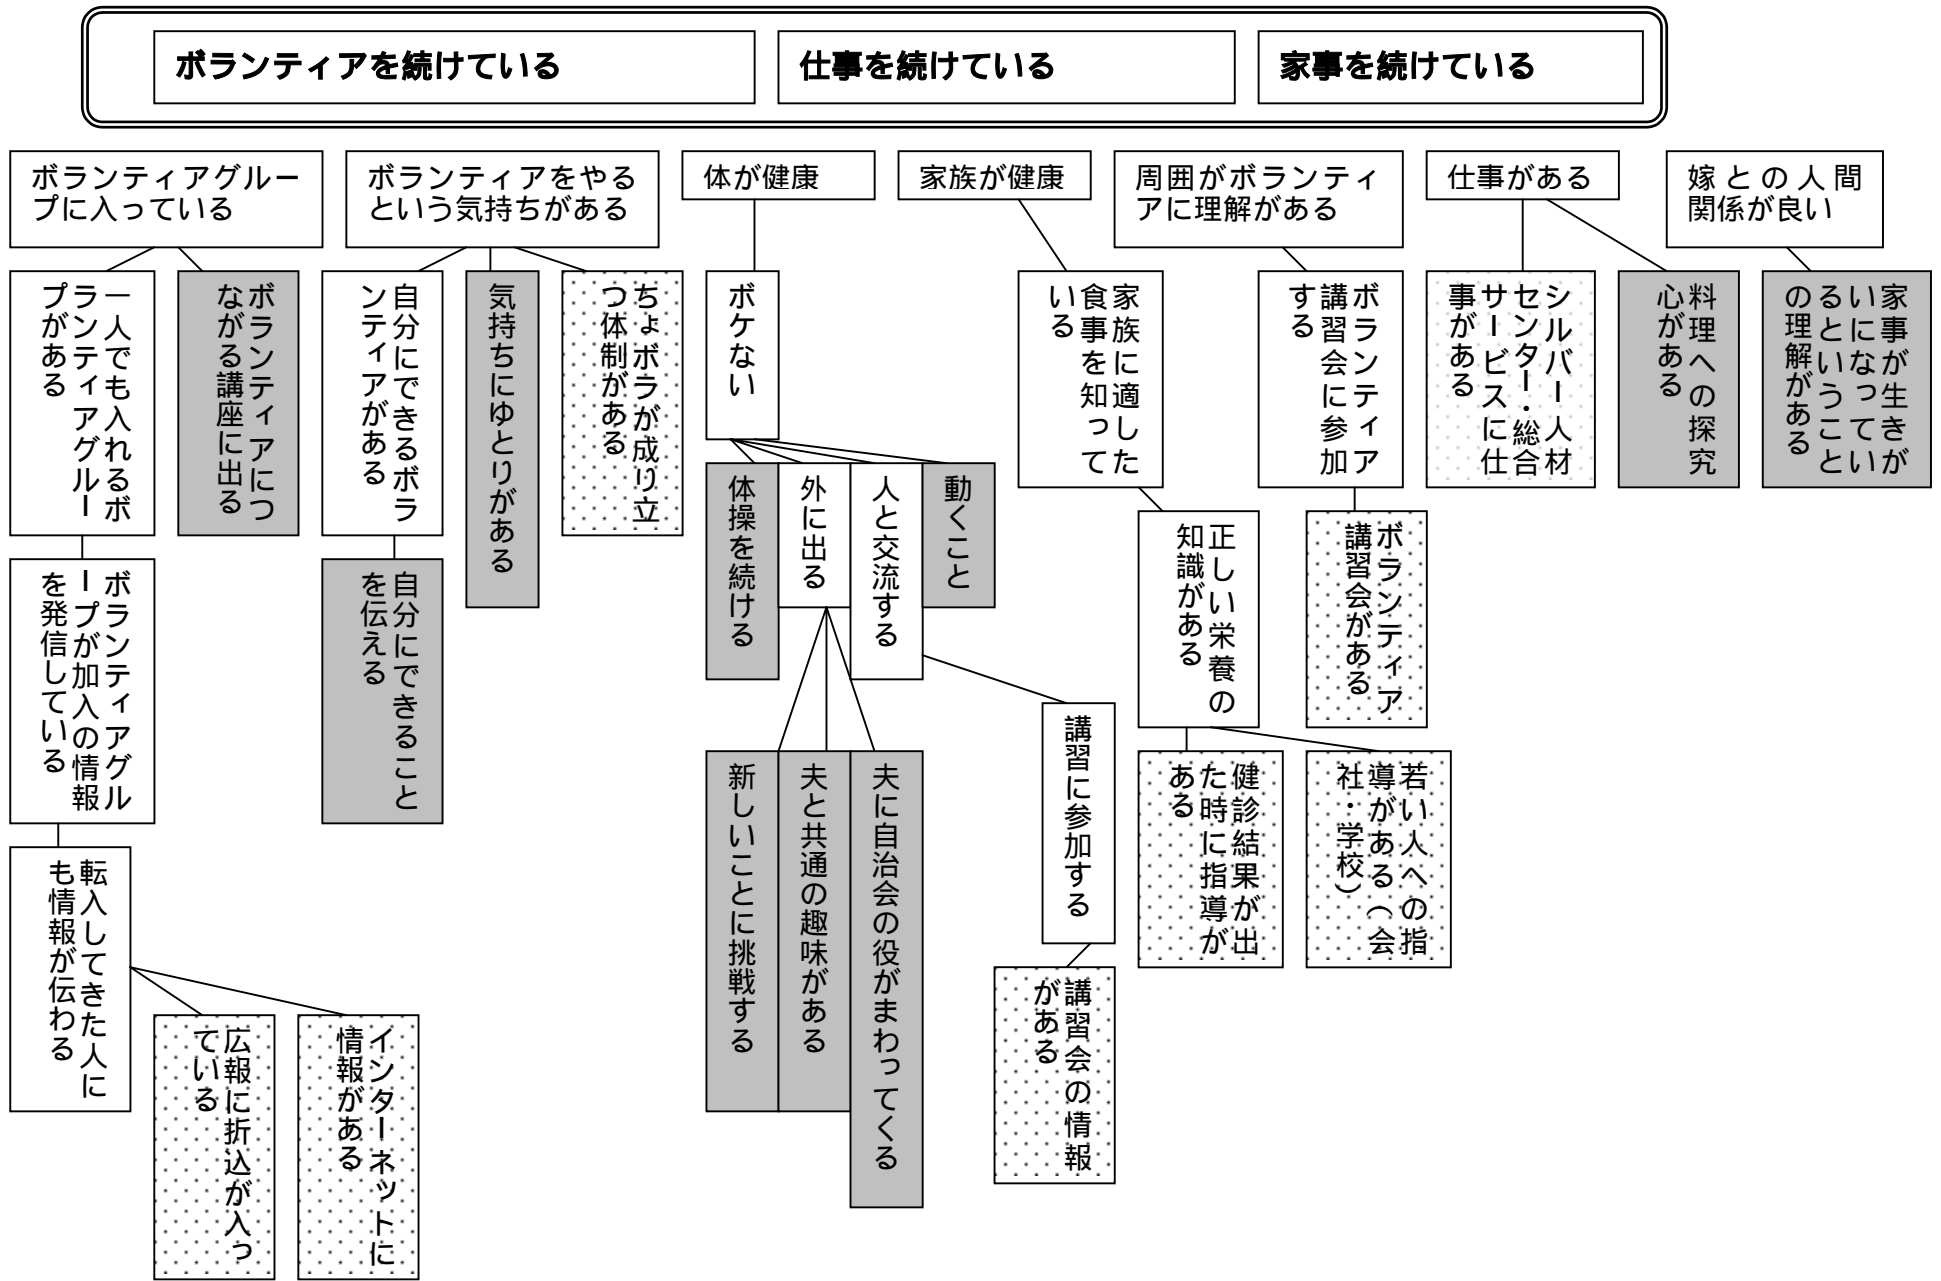 ボランティアを続けている
仕事を続けている
家事を続けている
ボランティアグルー
プに入っている
ボランティアをやる
という気持ちがある
体が健康
家族が健康
周囲がボランティ
アに理解がある
仕事がある
嫁との人間
関係が良い
一人でも入れるボ
ランティアグルー
プがある
ボランティアにつ
ながる講座に出る
自分にできるボラ
ンティアがある
気持ちにゆとりがある
ちょボラが成り立
つ体制がある
ボケない
家族に適した
食事を知って
いる
ボランティア
講習会に参加
する
シルバー人材
センター・総合
サービスに仕
事がある
料理への探究
心がある
家事が生きが
いになってい
るということ
の理解がある
体操を続ける
外に出る
人と交流する
動くこと
正しい栄養の
知識がある
ボランティア
講習会がある
ボランティアグル
ープが加入の情報
を発信している
自分にできること
を伝える
講習に参加する
新しいことに挑戦する
夫と共通の趣味がある
夫に自治会の役がまわってくる
健診結果が出
た時に指導が
ある
若い人への指
導がある（会
社・学校）
転入してきた人に
も情報が伝わる
講習会の情報
がある
広報に折込が入っ
ている
インターネットに
情報がある